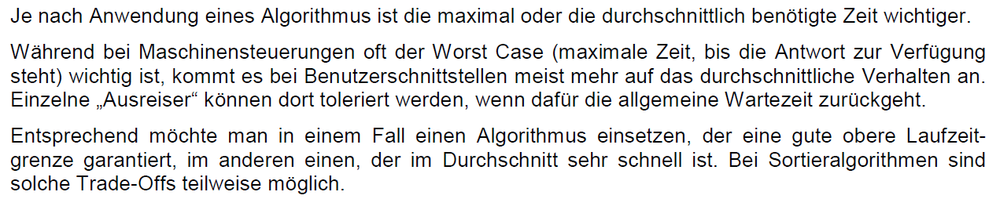 Je nach Anwendung eines Algorithmus ist die maximal oder die durchschnittlich benötigte Zeit wichtiger.
Während bei Maschinensteuerungen oft der Worst Case (maximale Zeit, bis die Antwort zur Verfügung
steht) wichtig ist, kommt es bei Benutzerschnittstellen meist mehr auf das durchschnittliche Verhalten an.
Einzelne „Ausreiser“ können dort toleriert werden, wenn dafür die allgemeine Wartezeit zurückgeht.
Entsprechend möchte man in einem Fall einen Algorithmus einsetzen, der eine gute obere Laufzeit-
grenze garantiert, im anderen einen, der im Durchschnitt sehr schnell ist. Bei Sortieralgorithmen sind
solche Trade-Offs teilweise möglich.